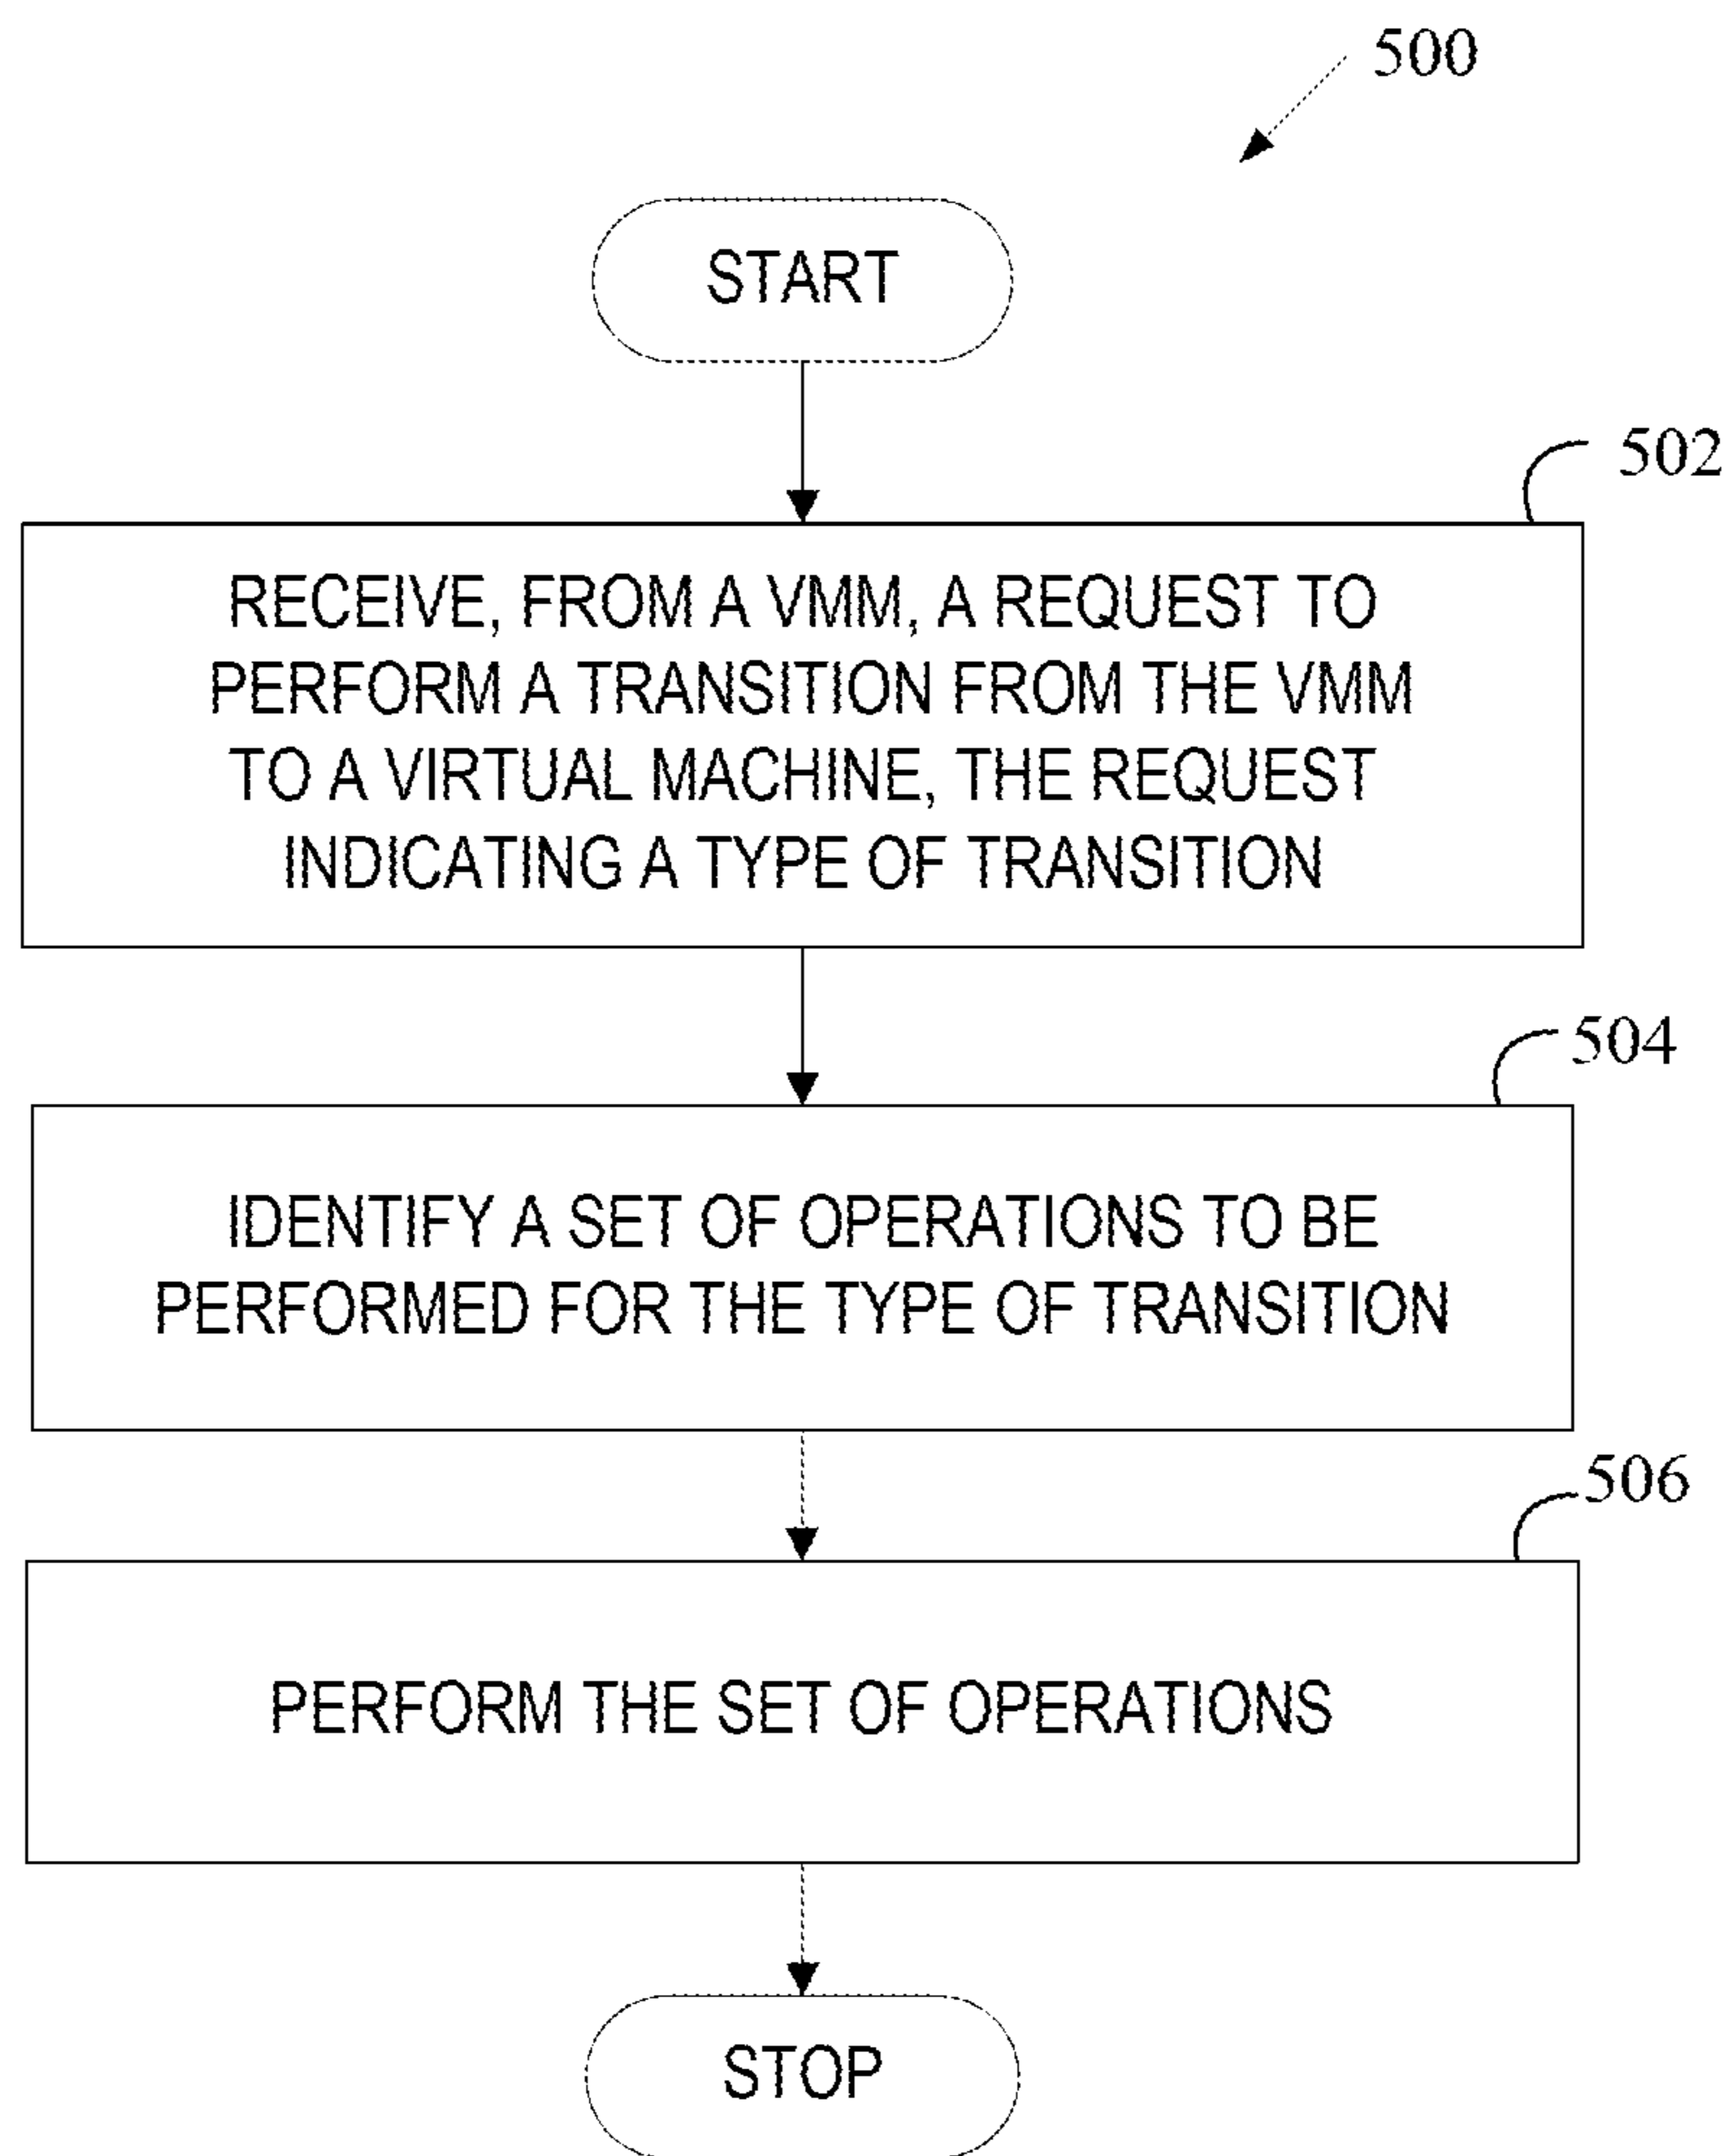 500
START
502
RECEIVE, FROM A VMM, A REQUEST TO
PERFORM A TRANSITION FROM THE VMM
TO A VIRTUAL MACHINE, THE REQUEST
INDICATING A TYPE OF TRANSITION
504
IDENTIFY A SET OF OPERATIONS TO BE
PERFORMED FOR THE TYPE OF TRANSITION
506
PERFORM THE SET OF OPERATIONS
STOP